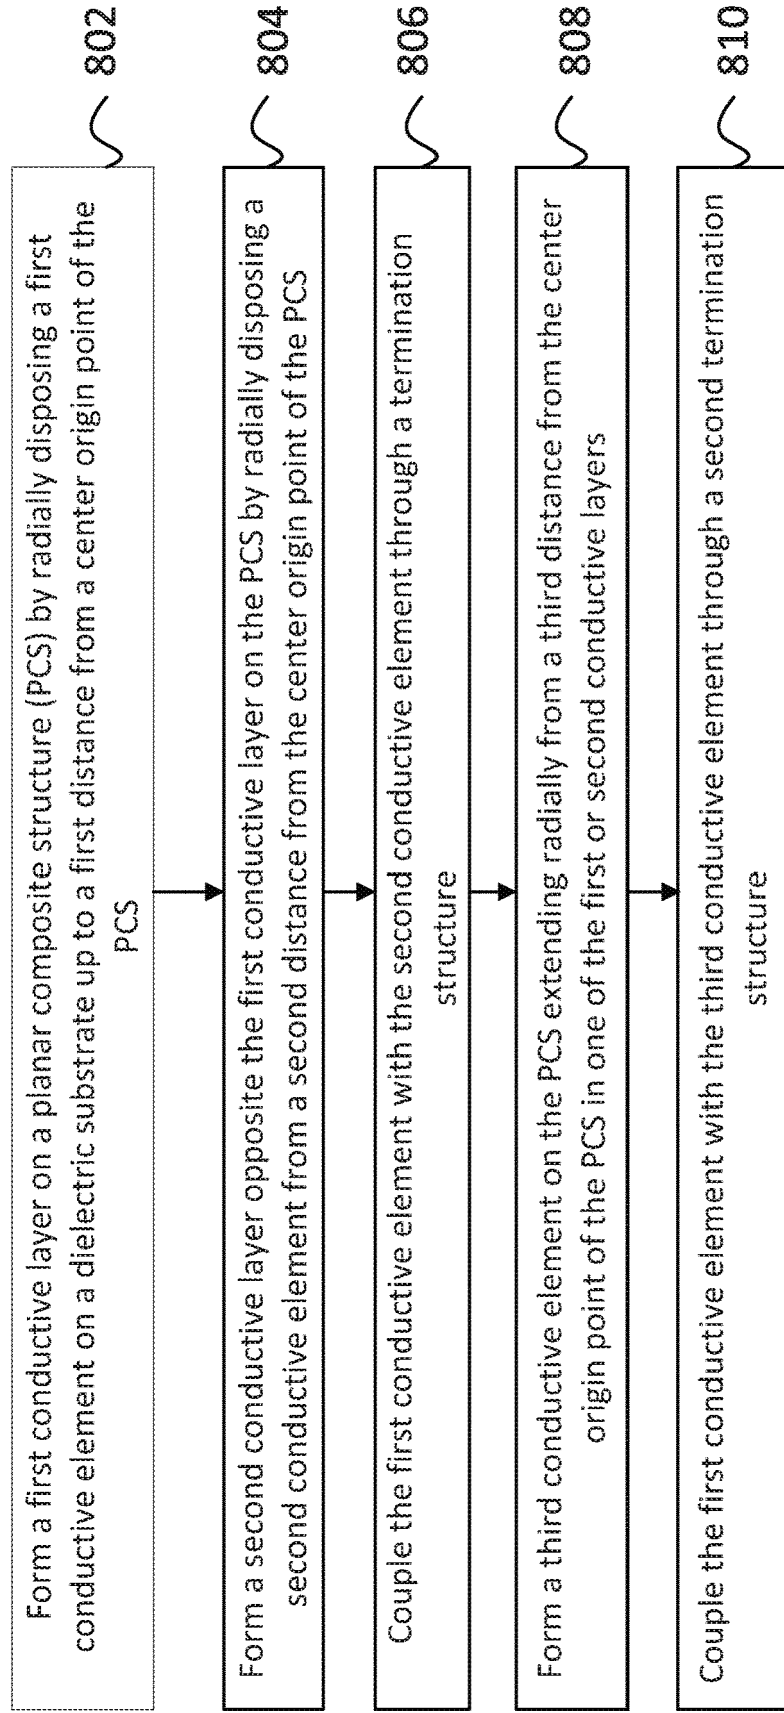 Form a first conductive layer on a planar composite structure (PCS) by radially disposing a first
conductive element on a dielectric substrate up to a first distance from a center origin point of the
PCS
802
Form a second conductive layer opposite the first conductive layer on the PCS by radially disposing a
second conductive element from a second distance from the center origin point of the PCS
804
Couple the first conductive element with the second conductive element through a termination
structure
806
Form a third conductive element on the PCS extending radially from a third distance from the center
origin point of the PCS in one of the first or second conductive layers
808
Couple the first conductive element with the third conductive element through a second termination
structure
810